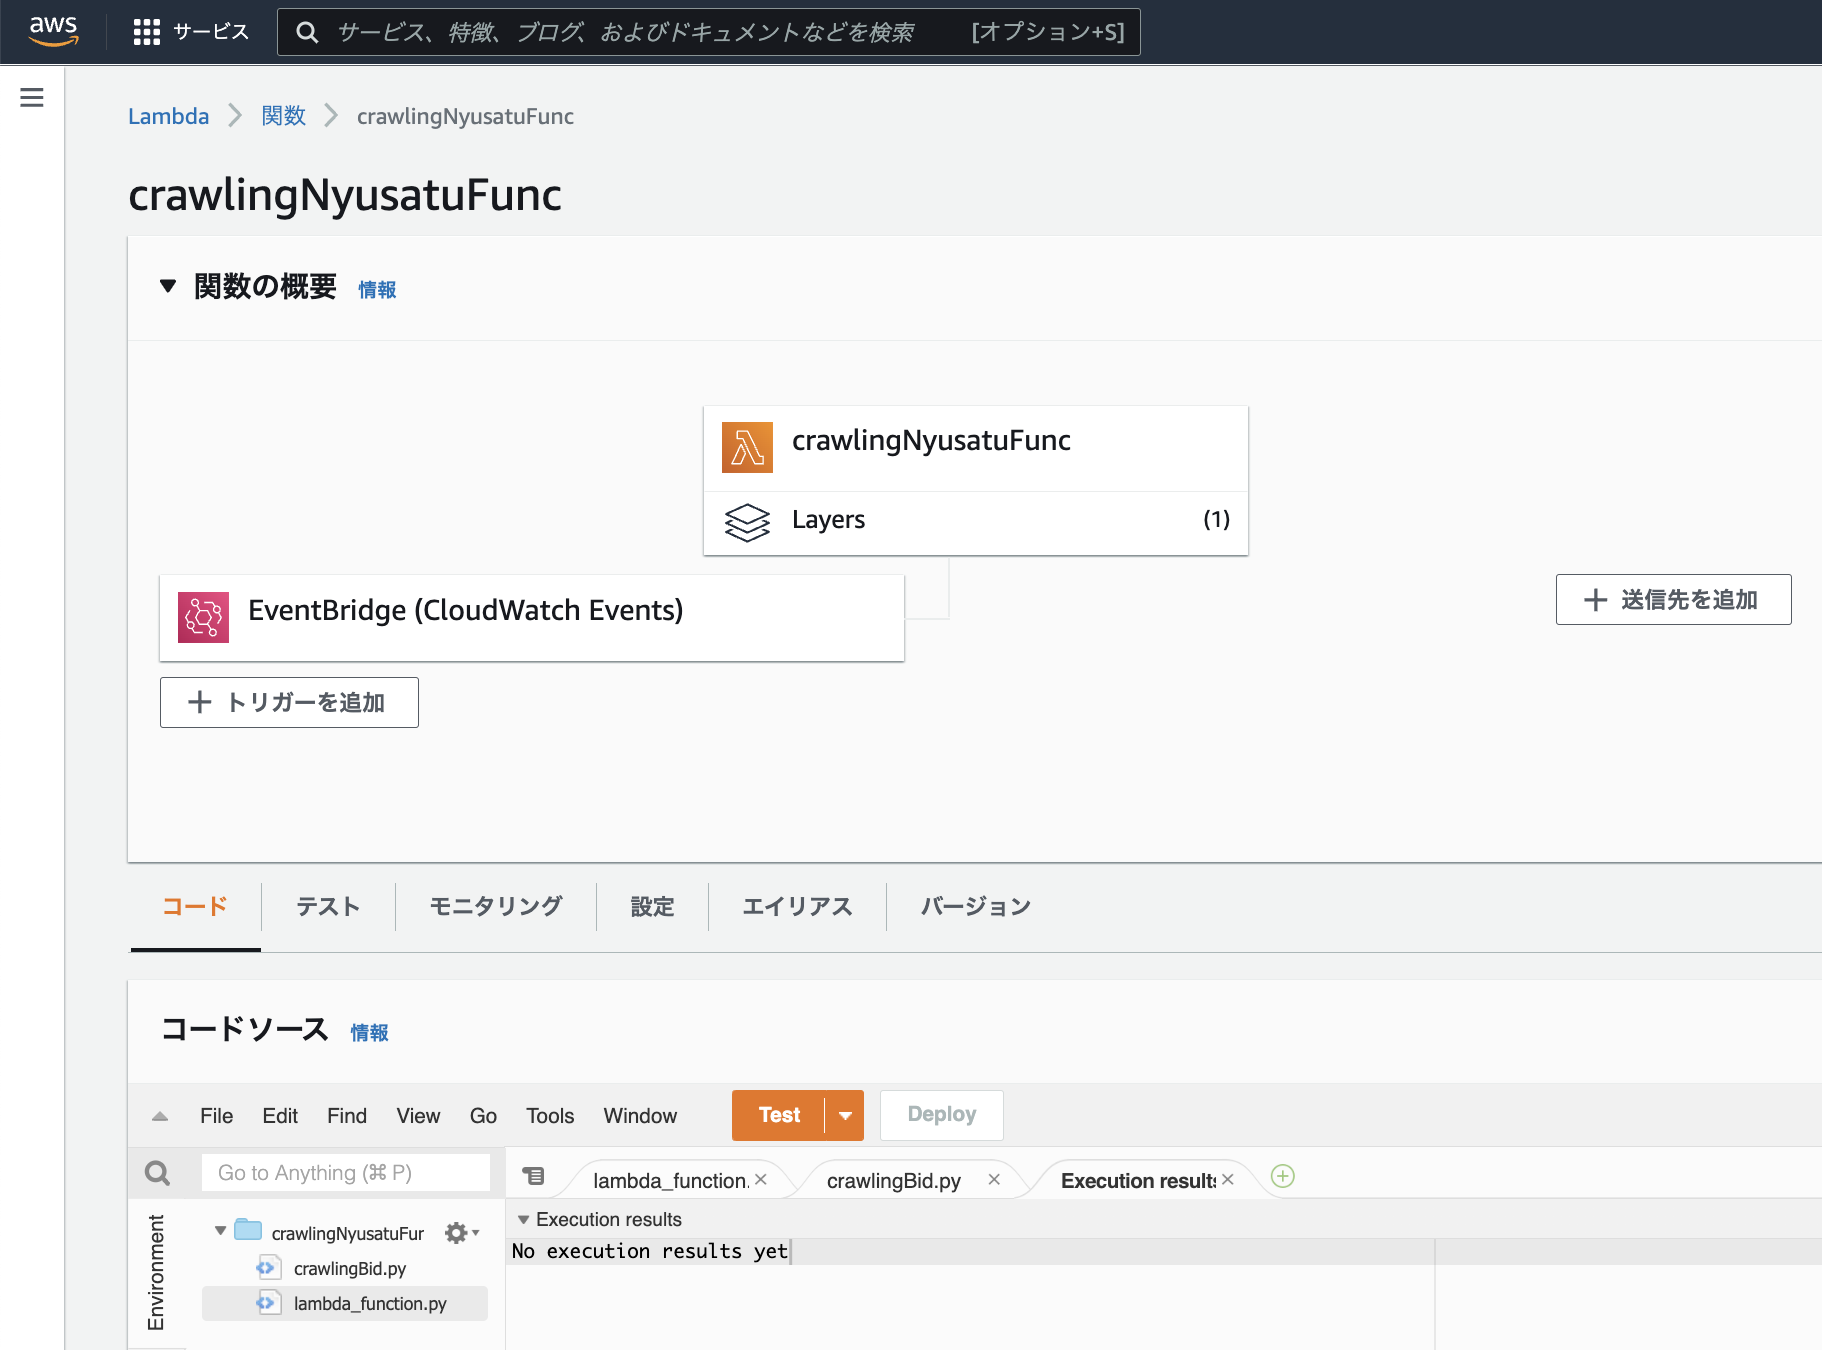 aws サービス サービス、特徴、ブログ、およびドキュメントなどを検索 [オプション+S]
Lambda 関数 crawlingNyusatuFunc
crawlingNyusatuFunc
関数の概要 情報
crawlingNyusatuFunc
Layers (1)
EventBridge (CloudWatch Events)
送信先を追加
トリガーを追加
コード テスト モニタリング 設定 エイリアス バージョン
コードソース 情報
File Edit Find View Go Tools Window Test Deploy
Go to Anything (⌘ P) lambda_function. crawlingBid.py Execution results
Execution results
Environment
crawlingNyusatuFur
crawlingBid.py
lambda_function.py
No execution results yet